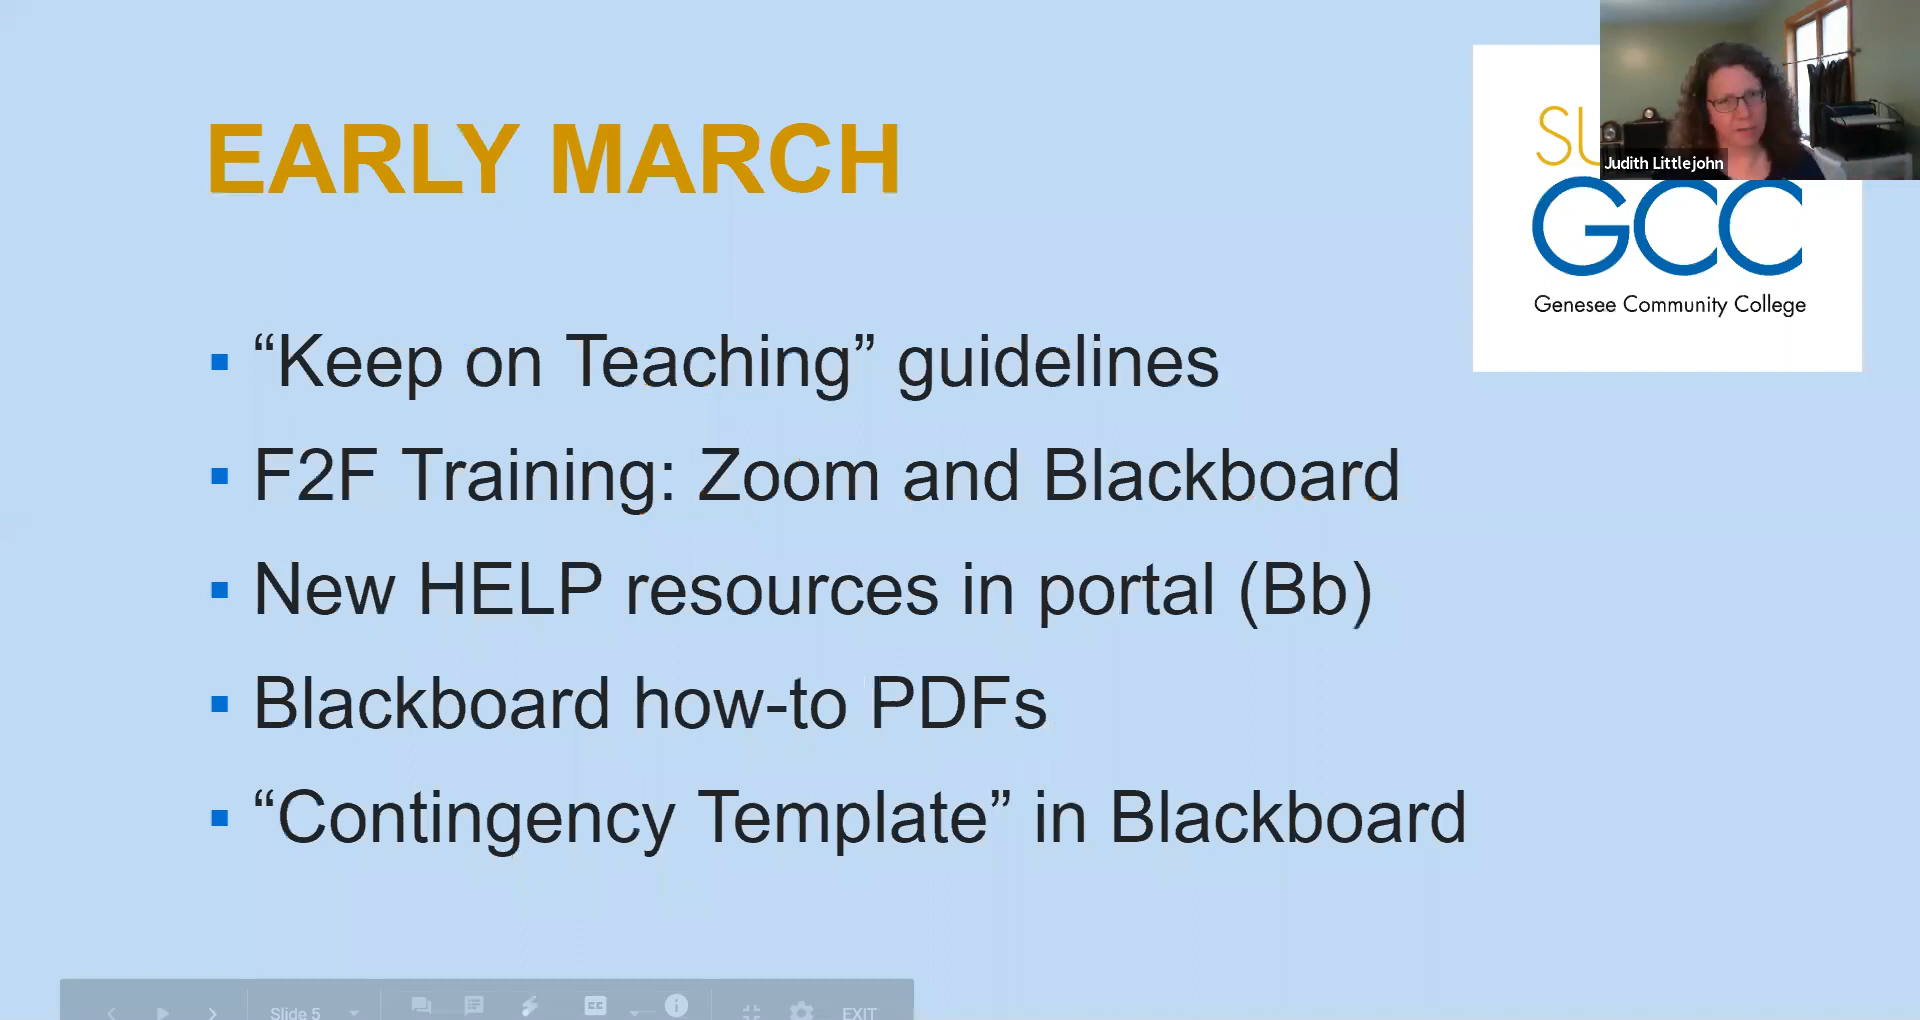 EARLY MARCH
Judith Littlejohn
GCC
Genesee Community College
▪ “Keep on Teaching” guidelines
▪ F2F Training: Zoom and Blackboard
▪ New HELP resources in portal (Bb)
▪ Blackboard how-to PDFs
▪ “Contingency Template” in Blackboard
Slide 5 CC EXIT